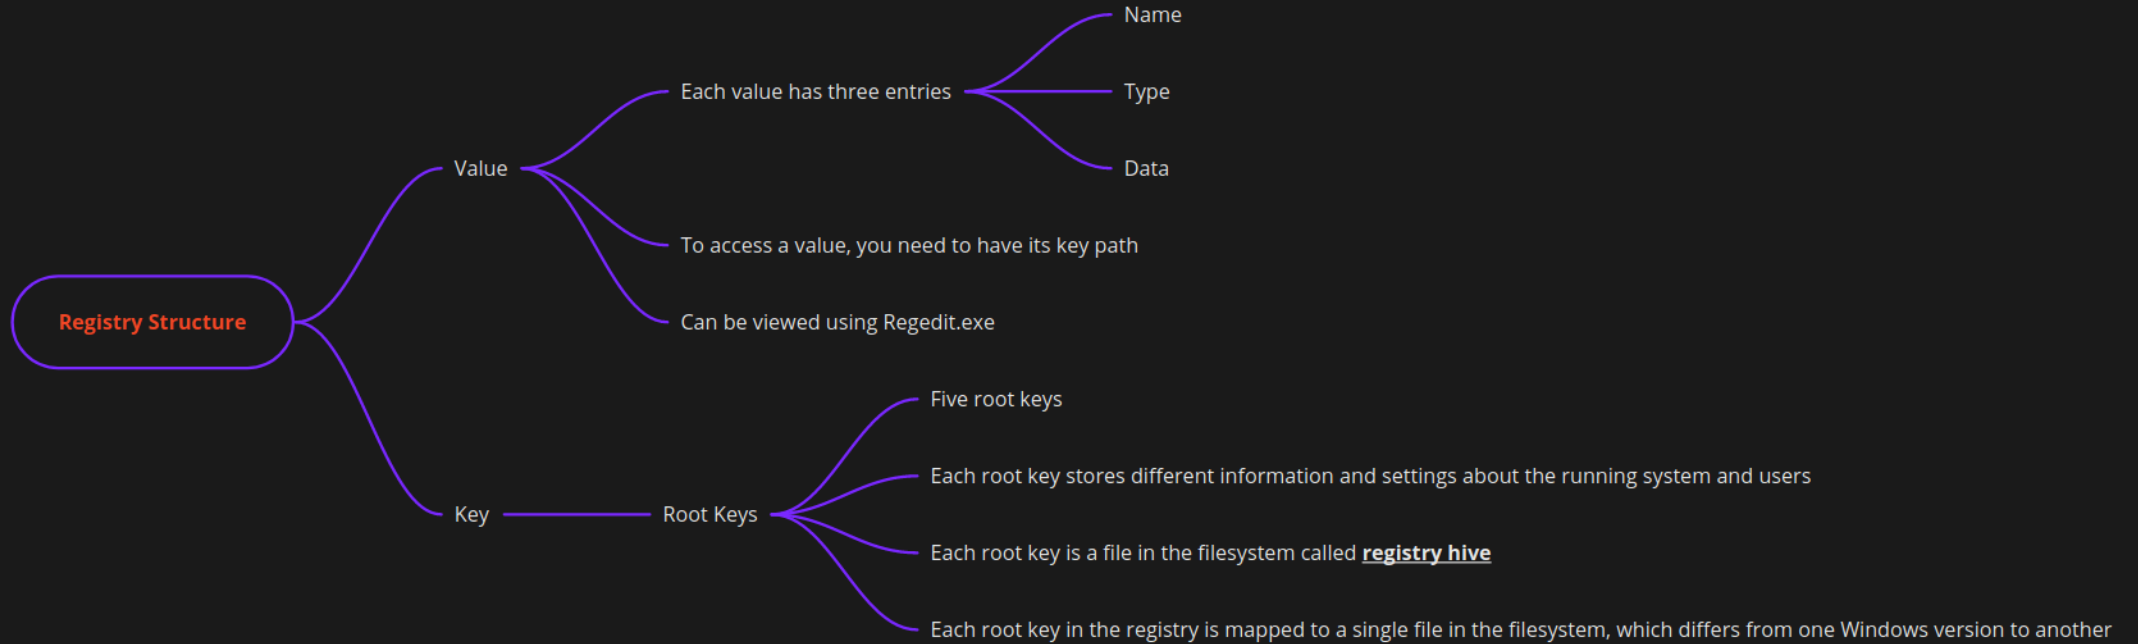 Registry Structure
Value
Each value has three entries
Name
Type
Data
To access a value, you need to have its key path
Can be viewed using Regedit.exe
Key
Root Keys
Five root keys
Each root key stores different information and settings about the running system and users
Each root key is a file in the filesystem called registry hive
Each root key in the registry is mapped to a single file in the filesystem, which differs from one Windows version to another